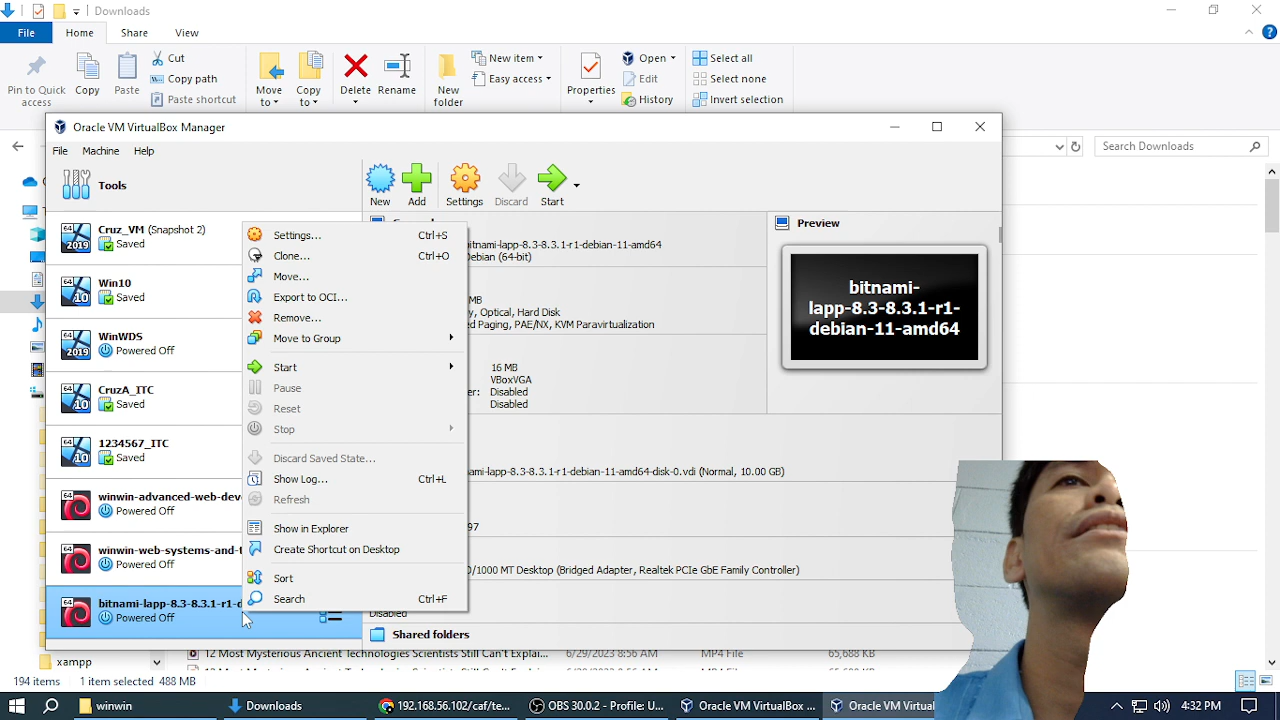 Downloads
File
Home
Share
View
Pin to Quick access
Copy
Paste
Cut
Copy path
Paste shortcut
Move to
Copy to
Delete
Rename
New folder
New item
Easy access
Properties
Open
Edit
History
Select all
Select none
Invert selection
Search Downloads
Oracle VM VirtualBox Manager
File Machine Help
Tools
New
Add
Settings
Discard
Start
Cruz_VM (Snapshot 2)
Saved
Win10
Saved
WinWDS
Powered Off
CruzA_ITC
Saved
1234567_ITC
Saved
winwin-advanced-web-dev
Powered Off
winwin-web-systems-and-t
Powered Off
bitnami-lapp-8.3-8.3.1-r1-d
Powered Off
Settings... Ctrl+S
Clone... Ctrl+O
Move...
Export to OCI...
Remove...
Move to Group
Start
Pause
Reset
Stop
Discard Saved State...
Show Log... Ctrl+L
Refresh
Show in Explorer
Create Shortcut on Desktop
Sort
Search Ctrl+F
itnami-lapp-8.3-8.3.1-r1-debian-11-amd64
ebian (64-bit)
MB
, Optical, Hard Disk
d Paging, PAE/NX, KVM Paravirtualization
16 MB
VBoxVGA
er: Disabled
Disabled
ami-lapp-8.3-8.3.1-r1-debian-11-amd64-disk-0.vdi (Normal, 10.00 GB)
97
0/1000 MT Desktop (Bridged Adapter, Realtek PCIe GbE Family Controller)
Disabled
Shared folders
Preview
bitnami-
lapp-8.3-8.3.1-r1-
debian-11-amd64
xampp
12 Most Mysterious Ancient Technologies Scientists Still Can't Explai... 6/29/2023 8:56 AM MP4 File 65,688 KB
194 items 1 item selected 488 MB
winwin
Downloads
192.168.56.102/caf/te...
OBS 30.0.2 - Profile: U...
Oracle VM VirtualBox ...
Oracle VM Virtual
4:32 PM